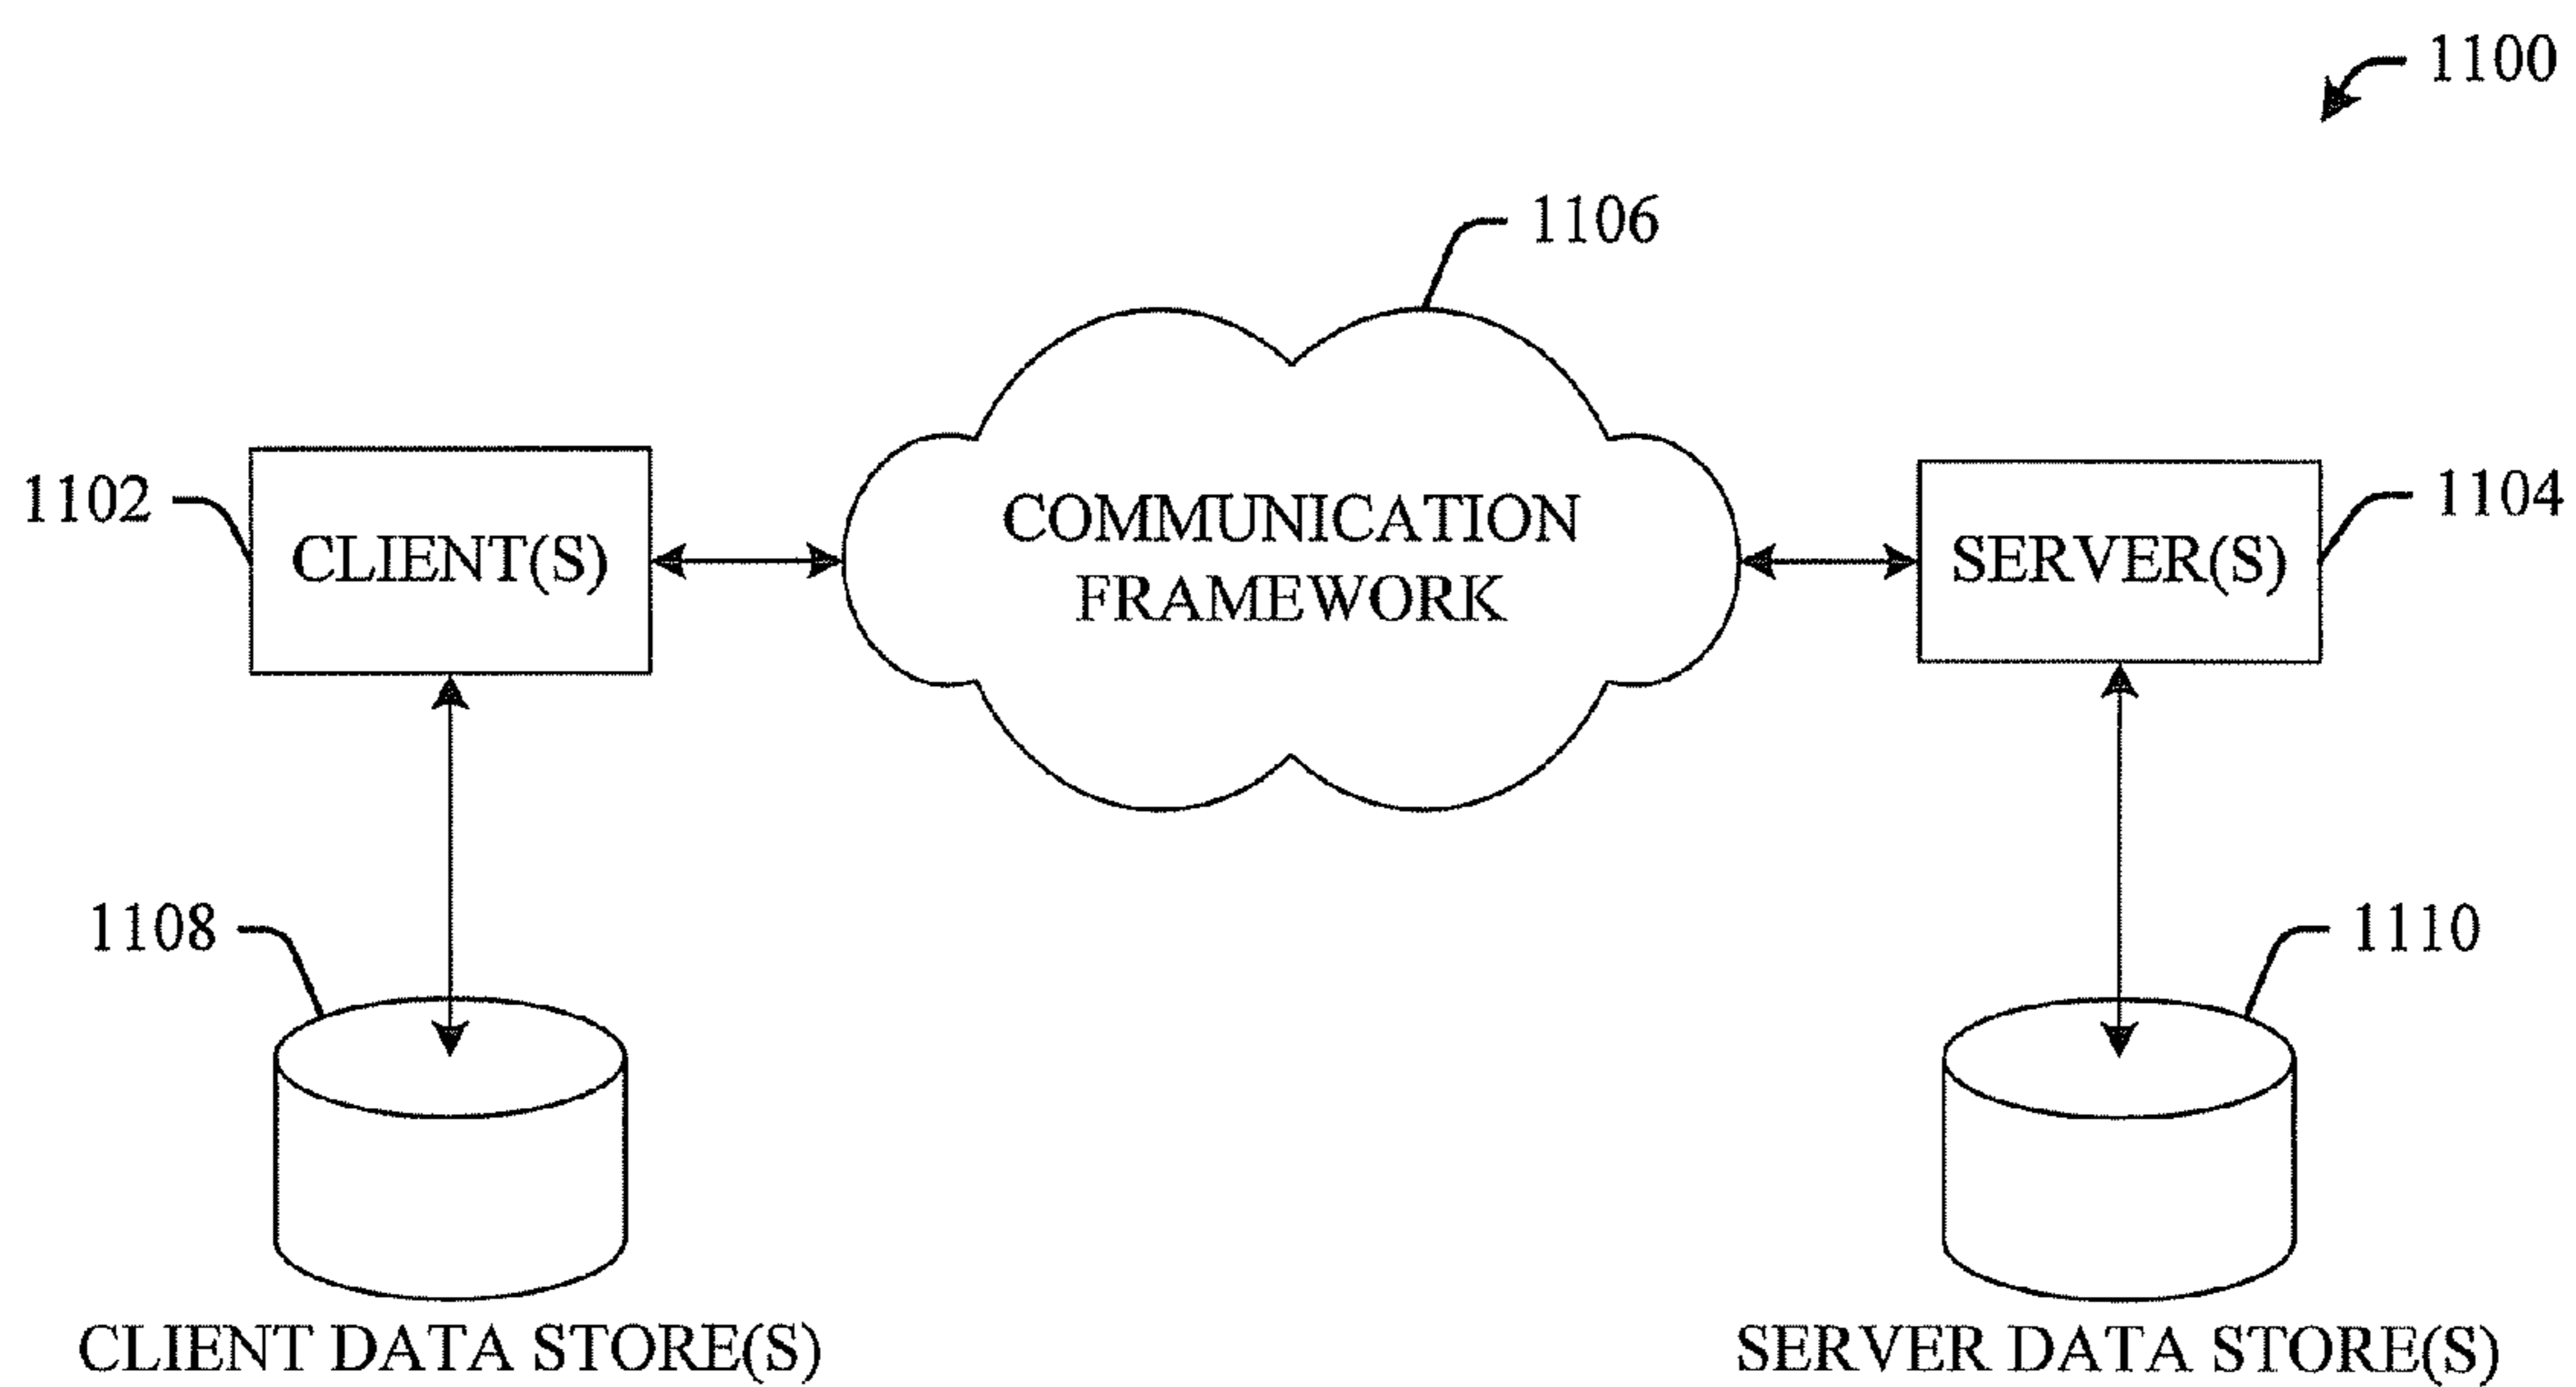 1100
1106
1102
CLIENT(S)
COMMUNICATION
FRAMEWORK
SERVER(S)
1104
1108
1110
CLIENT DATA STORE(S)
SERVER DATA STORE(S)